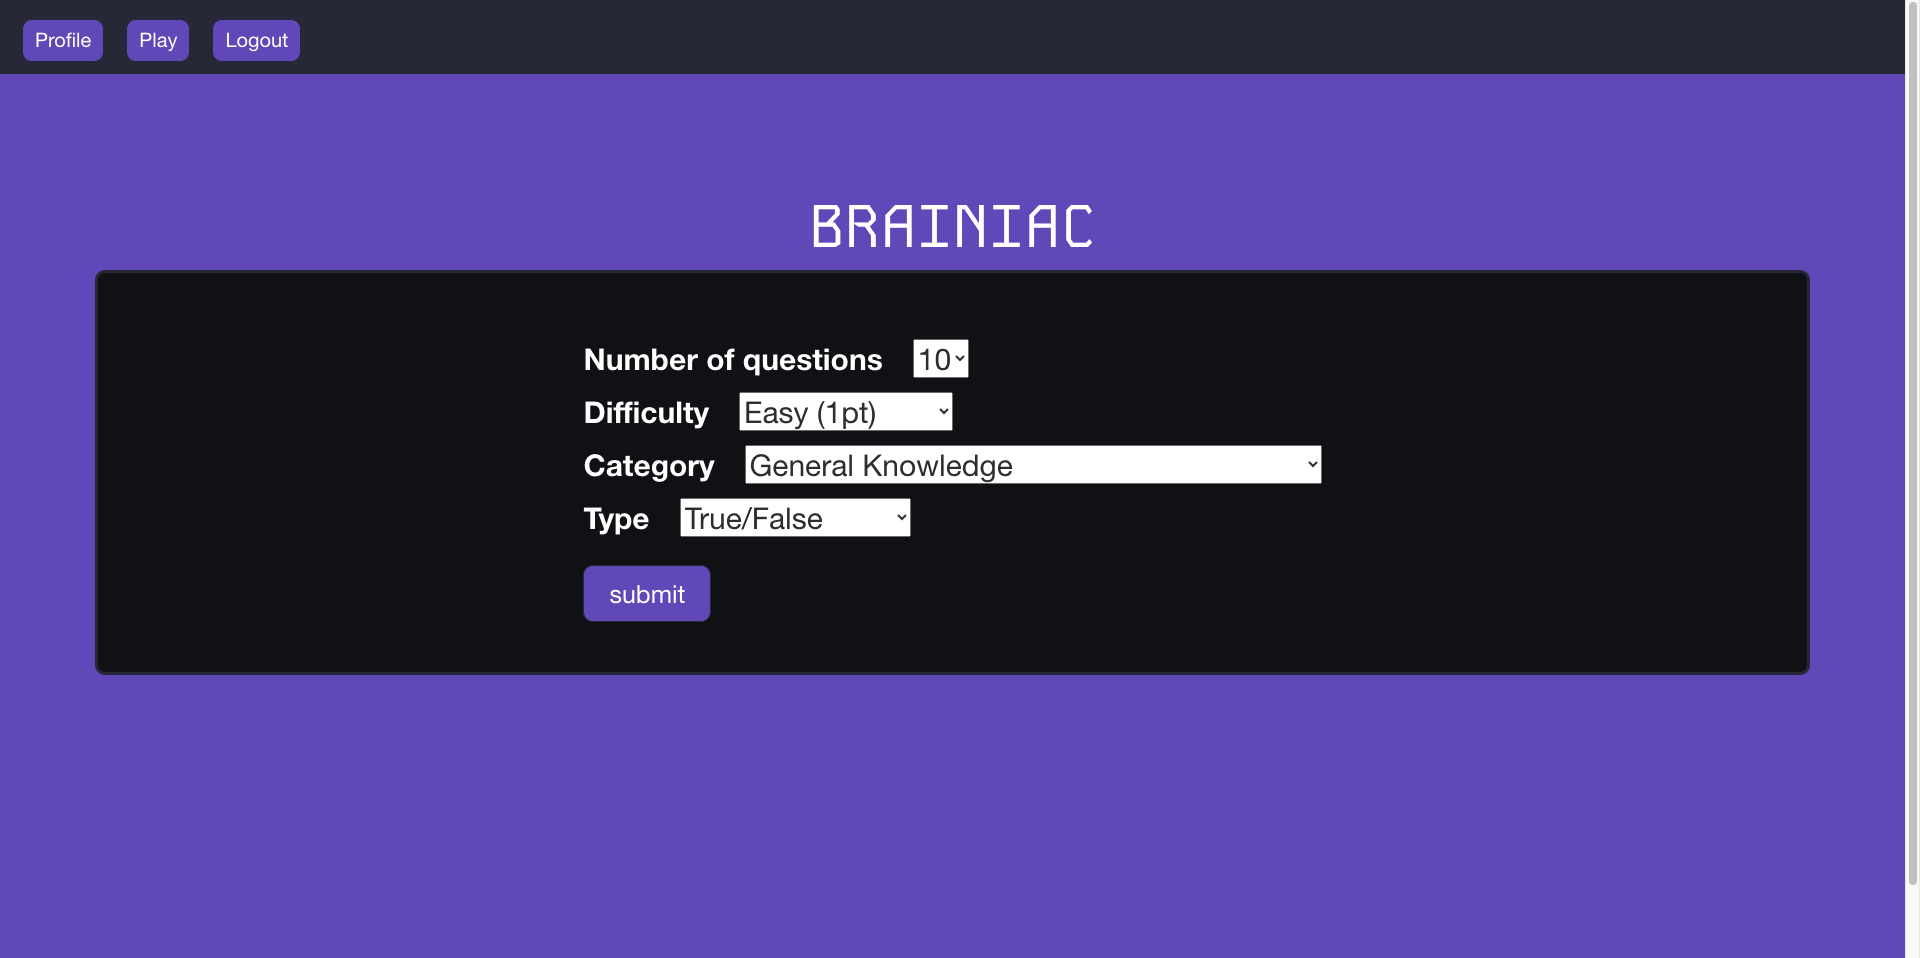 Profile Play Logout
BRAINIAC
Number of questions 10
Difficulty Easy (1pt)
Category General Knowledge
Type True/False
submit